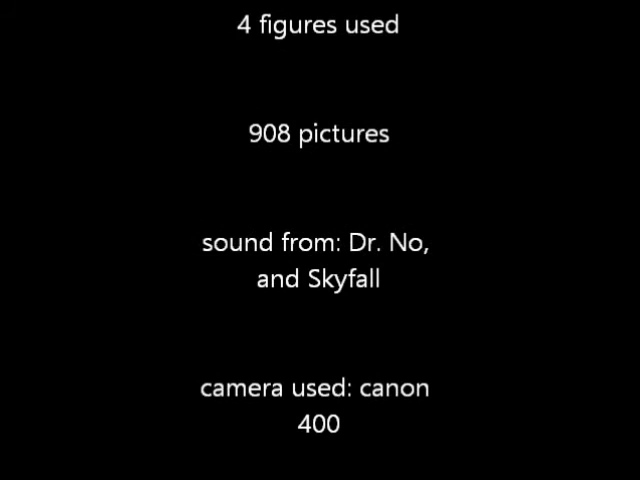 4 figures used
908 pictures
sound from: Dr. No,
and Skyfall
camera used: canon
400